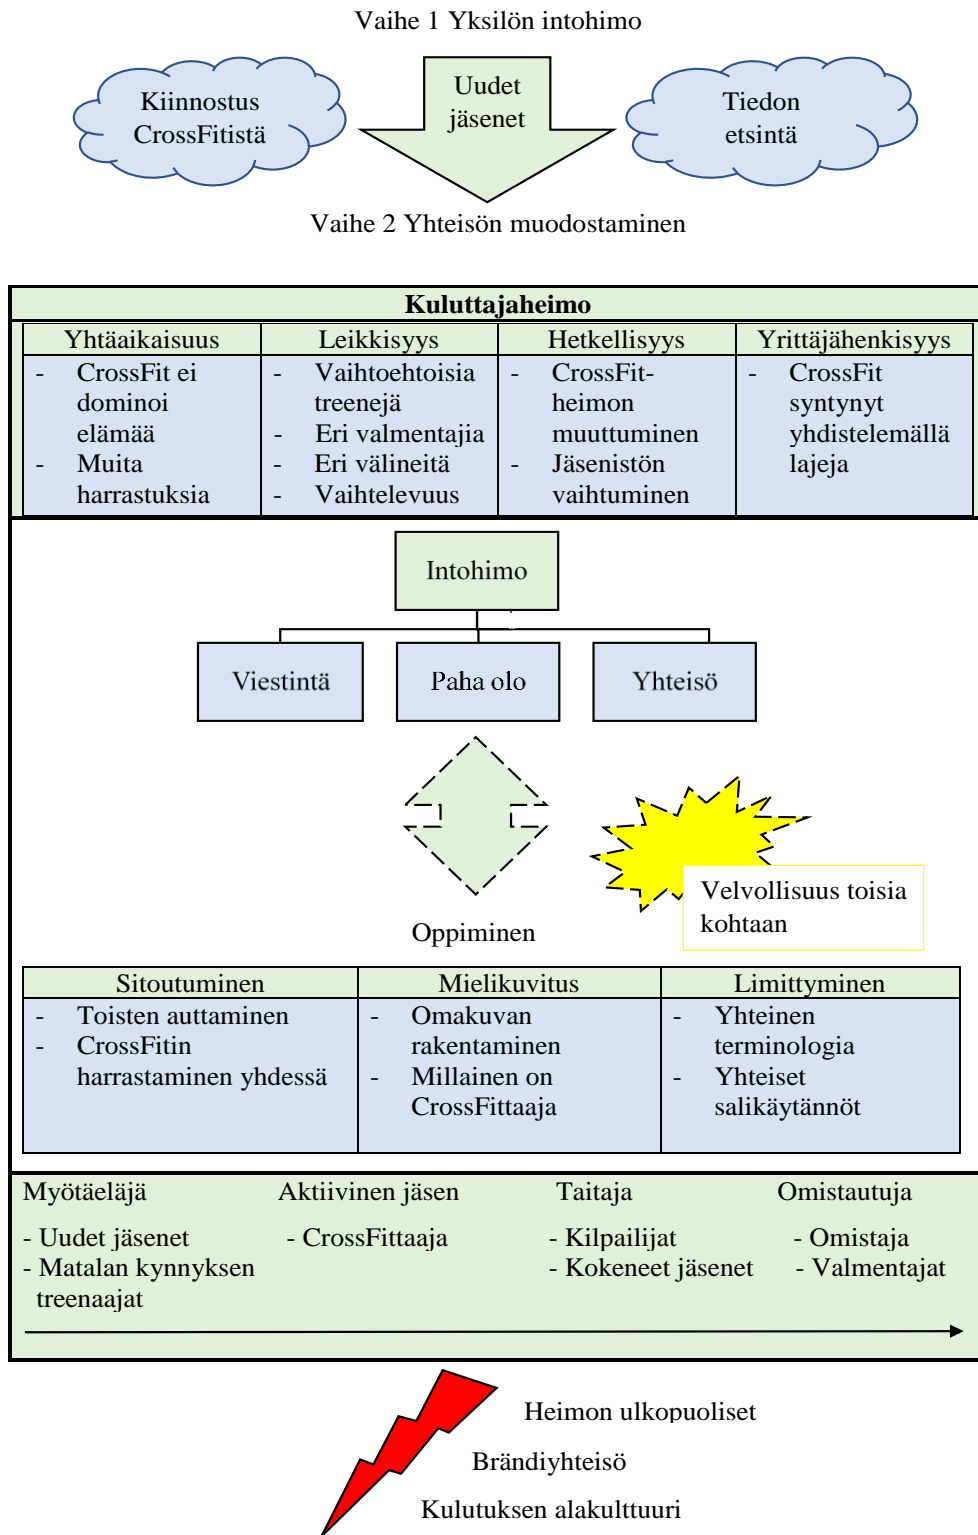 Vaihe 1 Yksilön intohimo
Kiinnostus
CrossFitistä
Uudet
jäsenet
Tiedon
etsintä
Vaihe 2 Yhteisön muodostaminen
Kuluttajaheimo
Yhtäaikaisuus
- CrossFit ei
dominoi
elämää
- Muita
harrastuksia
Leikkisyys
- Vaihtoehtoisia
treenejä
- Eri valmentajia
- Eri välineitä
- Vaihtelevuus
Hetkellisyys
- CrossFit-
heimon
muuttuminen
- Jäsenistön
vaihtuminen
Yrittäjähenkisyys
- CrossFit
syntynyt
yhdistelemällä
lajeja
Intohimo
Viestintä
Paha olo
Yhteisö
Velvollisuus toisia
kohtaan
Oppiminen
Sitoutuminen
- Toisten auttaminen
- CrossFitin
harrastaminen yhdessä
Mielikuvitus
- Omakuvan
rakentaminen
- Millainen on
CrossFittaaja
Limittyminen
- Yhteinen
terminologia
- Yhteiset
salikäytännöt
Myötäeläjä
- Uudet jäsenet
- Matalan kynnyksen
treenaajat
Aktiivinen jäsen
- CrossFittaaja
Taitaja
- Kilpailijat
- Kokeneet jäsenet
Omistautuja
- Omistaja
- Valmentajat
Heimon ulkopuoliset
Brändiyhteisö
Kulutuksen alakulttuuri